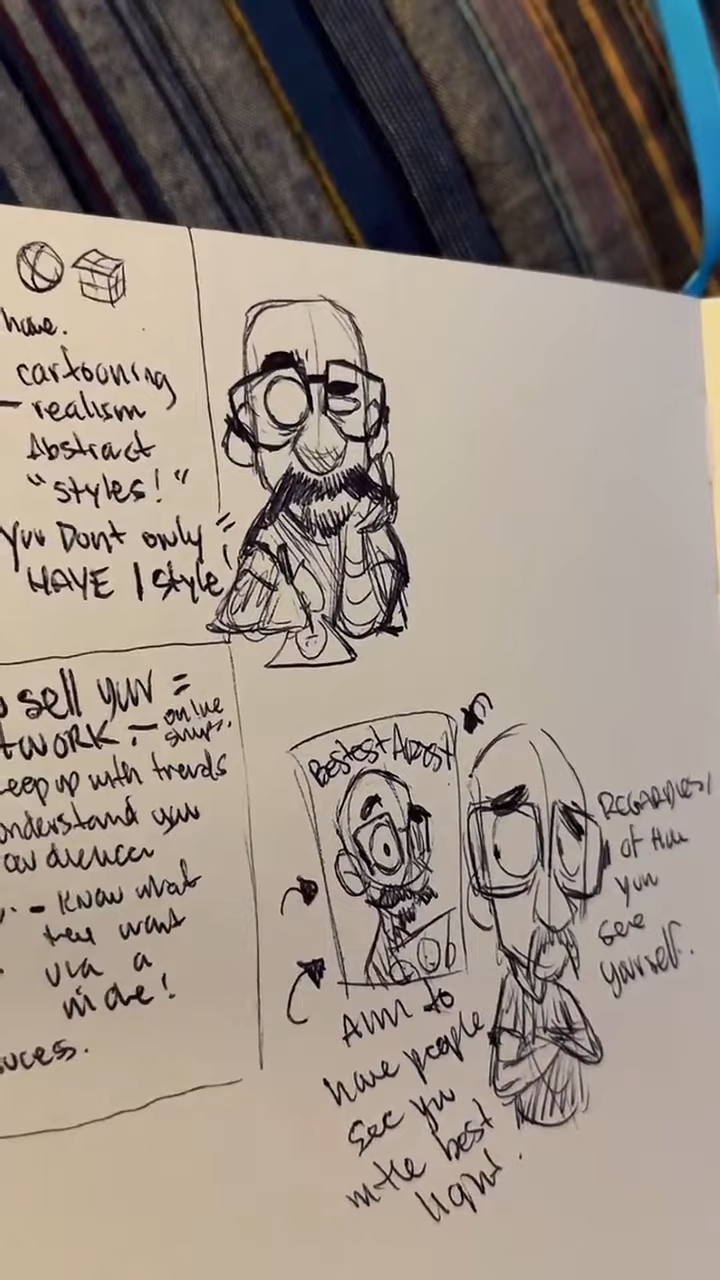 have.
cartooning
- realism
Abstract
"styles!"
you Dont only
HAVE 1 style!
sell your =
work. - online
shops.
keep up with trends
understand your
audience
- Know what
they want
via a
niche!
Bestest Artist
REGARDLESS
of how
you
see
yourself.
Aim to
have people
see you
in the best
light.